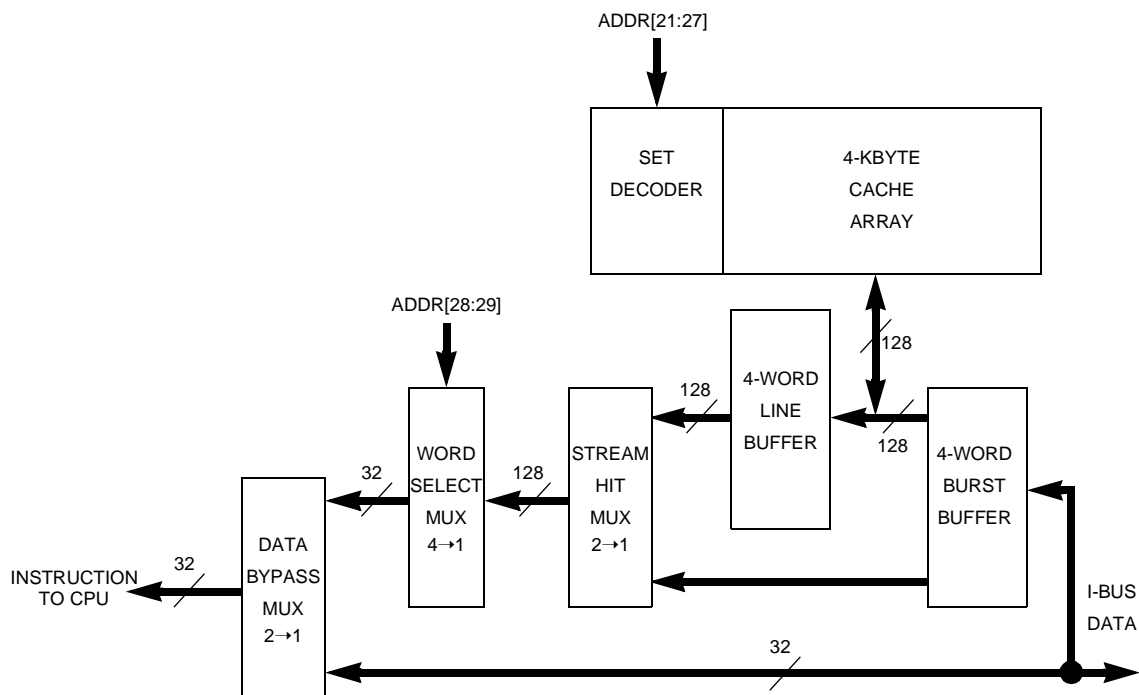 ADDR[21:27]
SET
DECODER
4-KBYTE
CACHE
ARRAY
ADDR[28:29]
128
4-WORD
LINE
BUFFER
128
128
4-WORD
BURST
BUFFER
STREAM
HIT
MUX
2→1
128
WORD
SELECT
MUX
4→1
32
DATA
BYPASS
MUX
2→1
32
INSTRUCTION
TO CPU
I-BUS
DATA
32